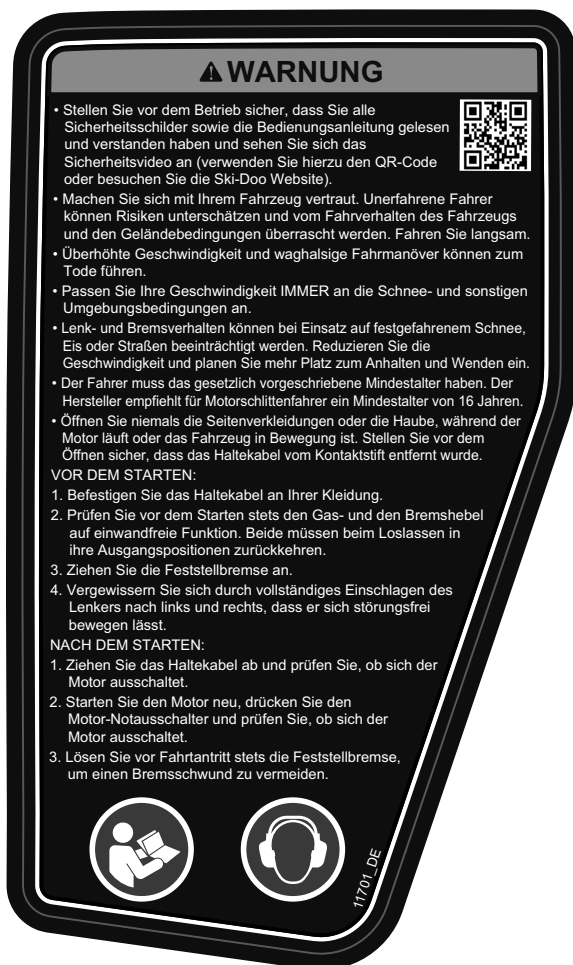 ⚠WARNUNG
• Stellen Sie vor dem Betrieb sicher, dass Sie alle
Sicherheitsschilder sowie die Bedienungsanleitung gelesen
und verstanden haben und sehen Sie sich das
Sicherheitsvideo an (verwenden Sie hierzu den QR-Code
oder besuchen Sie die Ski-Doo Website).
• Machen Sie sich mit Ihrem Fahrzeug vertraut. Unerfahrene Fahrer
können Risiken unterschätzen und vom Fahrverhalten des Fahrzeugs
und den Geländebedingungen überrascht werden. Fahren Sie langsam.
• Überhöhte Geschwindigkeit und waghalsige Fahrmanöver können zum
Tode führen.
• Passen Sie Ihre Geschwindigkeit IMMER an die Schnee- und sonstigen
Umgebungsbedingungen an.
• Lenk- und Bremsverhalten können bei Einsatz auf festgefahrenem Schnee,
Eis oder Straßen beeinträchtigt werden. Reduzieren Sie die
Geschwindigkeit und planen Sie mehr Platz zum Anhalten und Wenden ein.
• Der Fahrer muss das gesetzlich vorgeschriebene Mindestalter haben. Der
Hersteller empfiehlt für Motorschlittenfahrer ein Mindestalter von 16 Jahren.
• Öffnen Sie niemals die Seitenverkleidungen oder die Haube, während der
Motor läuft oder das Fahrzeug in Bewegung ist. Stellen Sie vor dem
Öffnen sicher, dass das Haltekabel vom Kontaktstift entfernt wurde.
VOR DEM STARTEN:
1. Befestigen Sie das Haltekabel an Ihrer Kleidung.
2. Prüfen Sie vor dem Starten stets den Gas- und den Bremshebel
auf einwandfreie Funktion. Beide müssen beim Loslassen in
ihre Ausgangspositionen zurückkehren.
3. Ziehen Sie die Feststellbremse an.
4. Vergewissern Sie sich durch vollständiges Einschlagen des
Lenkers nach links und rechts, dass er sich störungsfrei
bewegen lässt.
NACH DEM STARTEN:
1. Ziehen Sie das Haltekabel ab und prüfen Sie, ob sich der
Motor ausschaltet.
2. Starten Sie den Motor neu, drücken Sie den
Motor-Notausschalter und prüfen Sie, ob sich der
Motor ausschaltet.
3. Lösen Sie vor Fahrtantritt stets die Feststellbremse,
um einen Bremsschwund zu vermeiden.
11701_DE